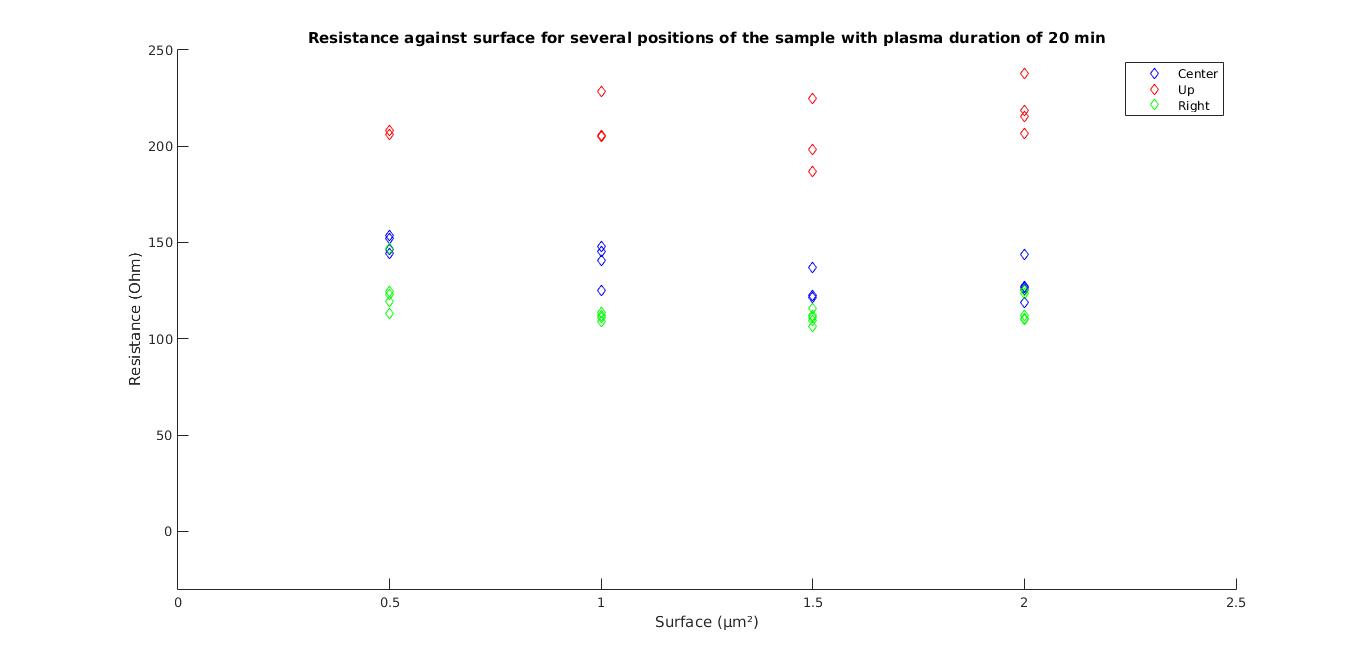 Resistance against surface for several positions of the sample with plasma duration of 20 min
250
200
150
100
50
0
Resistance (Ohm)
Center
Up
Right
0 0.5 1 1.5 2 2.5
Surface (µm²)